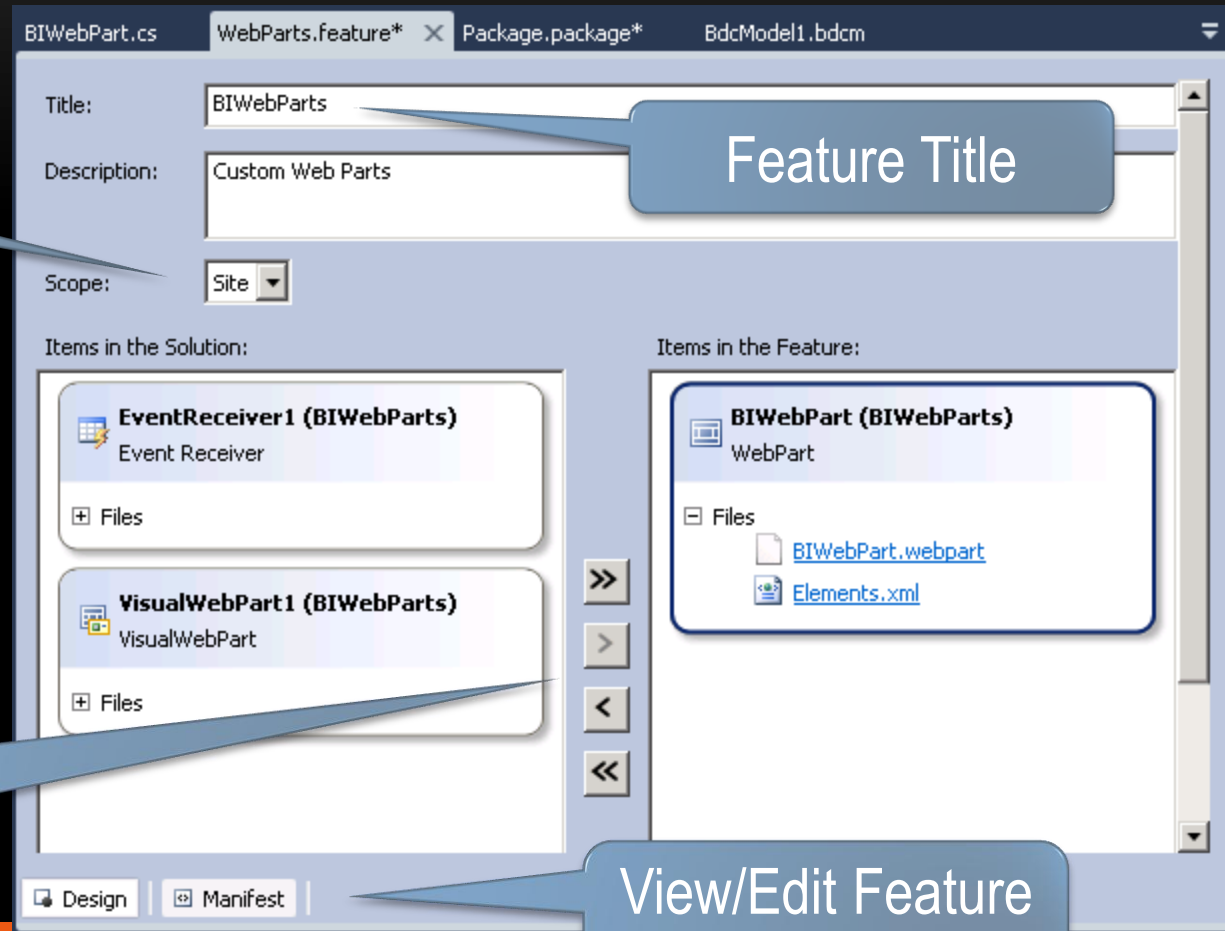 BIWebPart.cs WebParts.feature* Package.package* BdcModel1.bdcm
Title: BIWebParts
Feature Title
Description: Custom Web Parts
Scope: Site
Items in the Solution: Items in the Feature:
EventReceiver1 (BIWebParts)
Event Receiver
Files
VisualWebPart1 (BIWebParts)
VisualWebPart
Files
>>
>
<
<<
BIWebPart (BIWebParts)
WebPart
Files
BIWebPart.webpart
Elements.xml
Design Manifest
View/Edit Feature